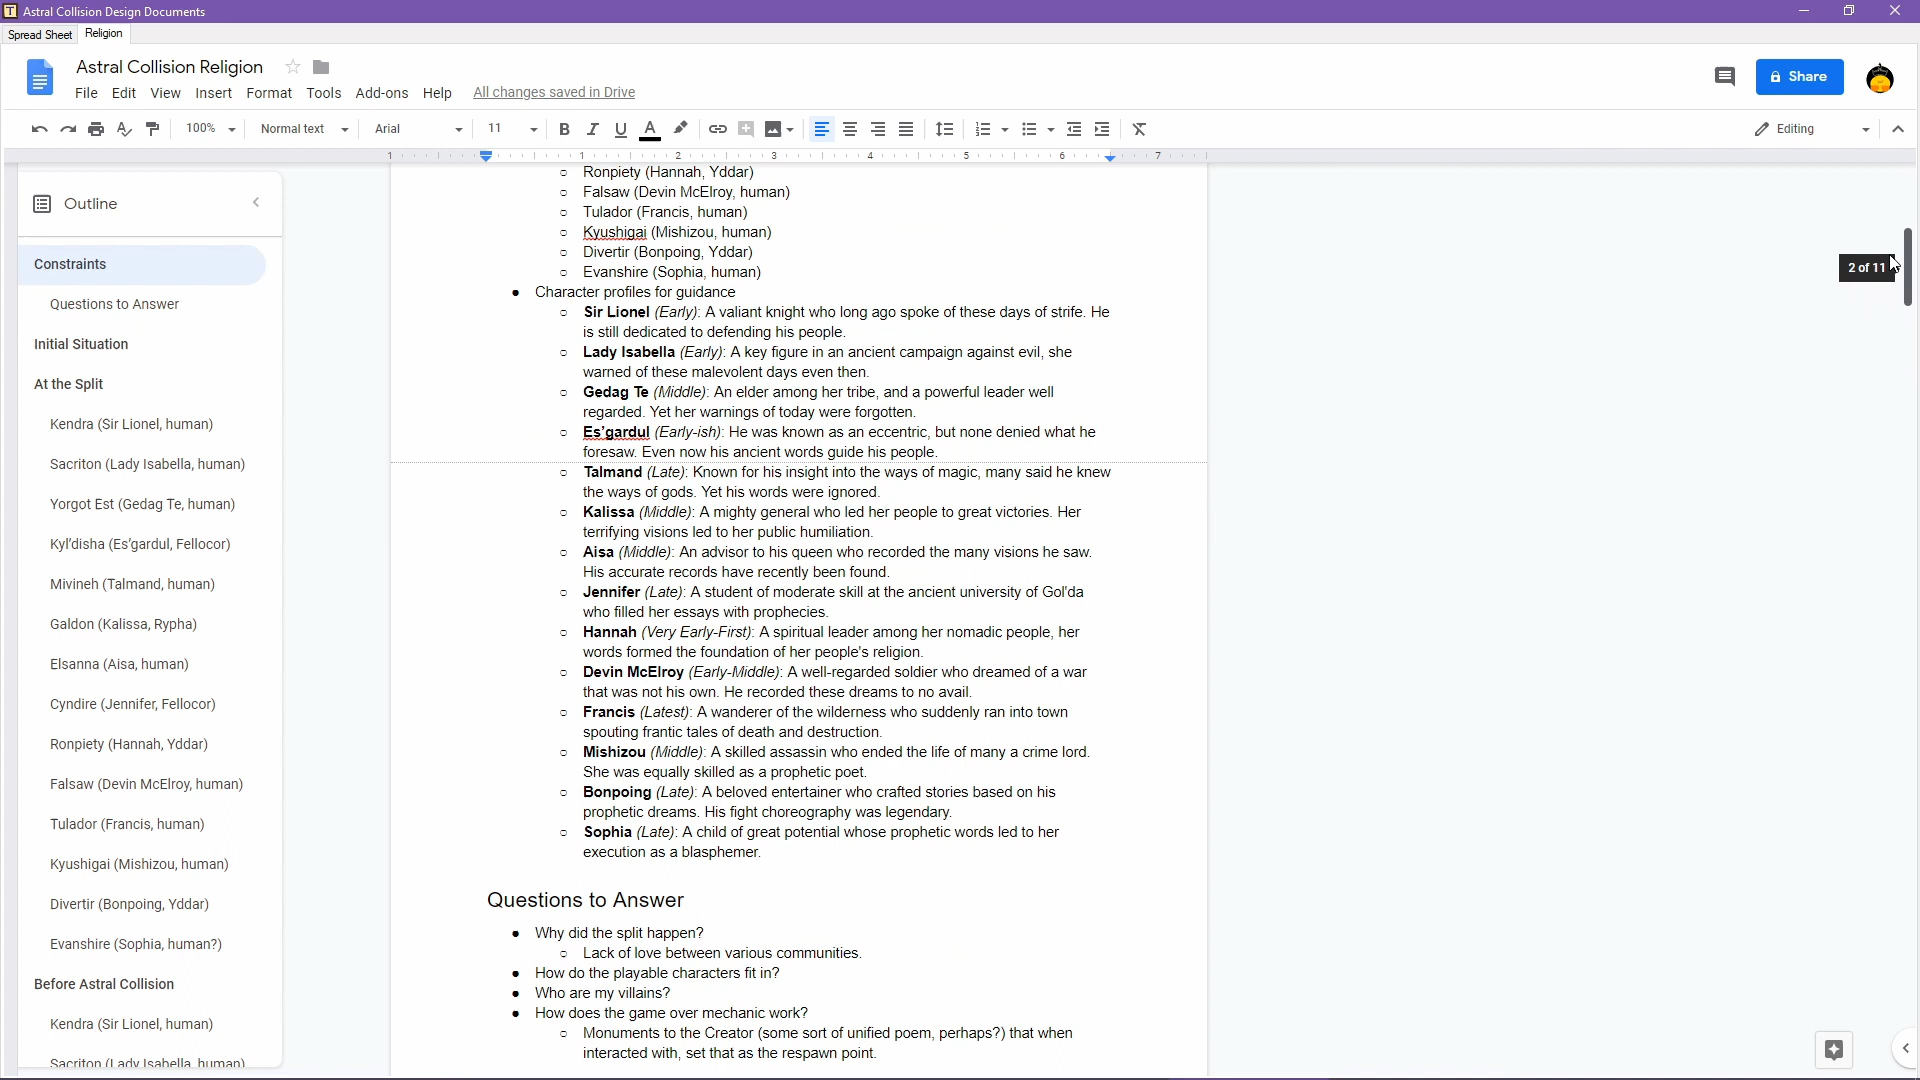 Astral Collision Design Documents
Spread Sheet Religion
Astral Collision Religion
File Edit View Insert Format Tools Add-ons Help All changes saved in Drive
Share
100% Normal text Arial 11 B I U A Editing
1 1 2 3 4 5 6 7
Outline
Constraints
Questions to Answer
Initial Situation
At the Split
Kendra (Sir Lionel, human)
Sacriton (Lady Isabella, human)
Yorgot Est (Gedag Te, human)
Kyl'disha (Es'gardul, Fellocor)
Mivineh (Talmand, human)
Galdon (Kalissa, Rypha)
Elsanna (Aisa, human)
Cyndire (Jennifer, Fellocor)
Ronpiety (Hannah, Yddar)
Falsaw (Devin McElroy, human)
Tulador (Francis, human)
Kyushigai (Mishizou, human)
Divertir (Bonpoing, Yddar)
Evanshire (Sophia, human?)
Before Astral Collision
Kendra (Sir Lionel, human)
Sacriton (Lady Isabella, human)
Ronpiety (Hannah, Yddar)
Falsaw (Devin McElroy, human)
Tulador (Francis, human)
Kyushigai (Mishizou, human)
Divertir (Bonpoing, Yddar)
Evanshire (Sophia, human)
Character profiles for guidance
Sir Lionel (Early): A valiant knight who long ago spoke of these days of strife. He
is still dedicated to defending his people.
Lady Isabella (Early): A key figure in an ancient campaign against evil, she
warned of these malevolent days even then.
Gedag Te (Middle): An elder among her tribe, and a powerful leader well
regarded. Yet her warnings of today were forgotten.
Es'gardul (Early-ish): He was known as an eccentric, but none denied what he
foresaw. Even now his ancient words guide his people.
Talmand (Late): Known for his insight into the ways of magic, many said he knew
the ways of gods. Yet his words were ignored.
Kalissa (Middle): A mighty general who led her people to great victories. Her
terrifying visions led to her public humiliation.
Aisa (Middle): An advisor to his queen who recorded the many visions he saw.
His accurate records have recently been found.
Jennifer (Late): A student of moderate skill at the ancient university of Gol'da
who filled her essays with prophecies.
Hannah (Very Early-First): A spiritual leader among her nomadic people, her
words formed the foundation of her people's religion.
Devin McElroy (Early-Middle): A well-regarded soldier who dreamed of a war
that was not his own. He recorded these dreams to no avail.
Francis (Latest): A wanderer of the wilderness who suddenly ran into town
spouting frantic tales of death and destruction.
Mishizou (Middle): A skilled assassin who ended the life of many a crime lord.
She was equally skilled as a prophetic poet.
Bonpoing (Late): A beloved entertainer who crafted stories based on his
prophetic dreams. His fight choreography was legendary.
Sophia (Late): A child of great potential whose prophetic words led to her
execution as a blasphemer.
Questions to Answer
Why did the split happen?
Lack of love between various communities.
How do the playable characters fit in?
Who are my villains?
How does the game over mechanic work?
Monuments to the Creator (some sort of unified poem, perhaps?) that when
interacted with, set that as the respawn point.
2 of 11